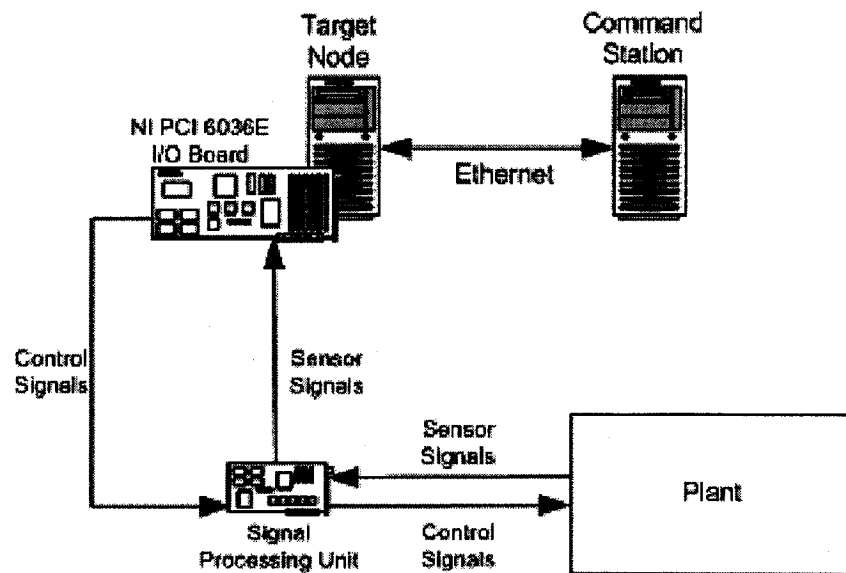 Target
Node
Command
Station
NI PCI 6036E
I/O Board
Ethernet
Control
Signals
Sensor
Signals
Sensor
Signals
Plant
Signal
Processing Unit
Control
Signals